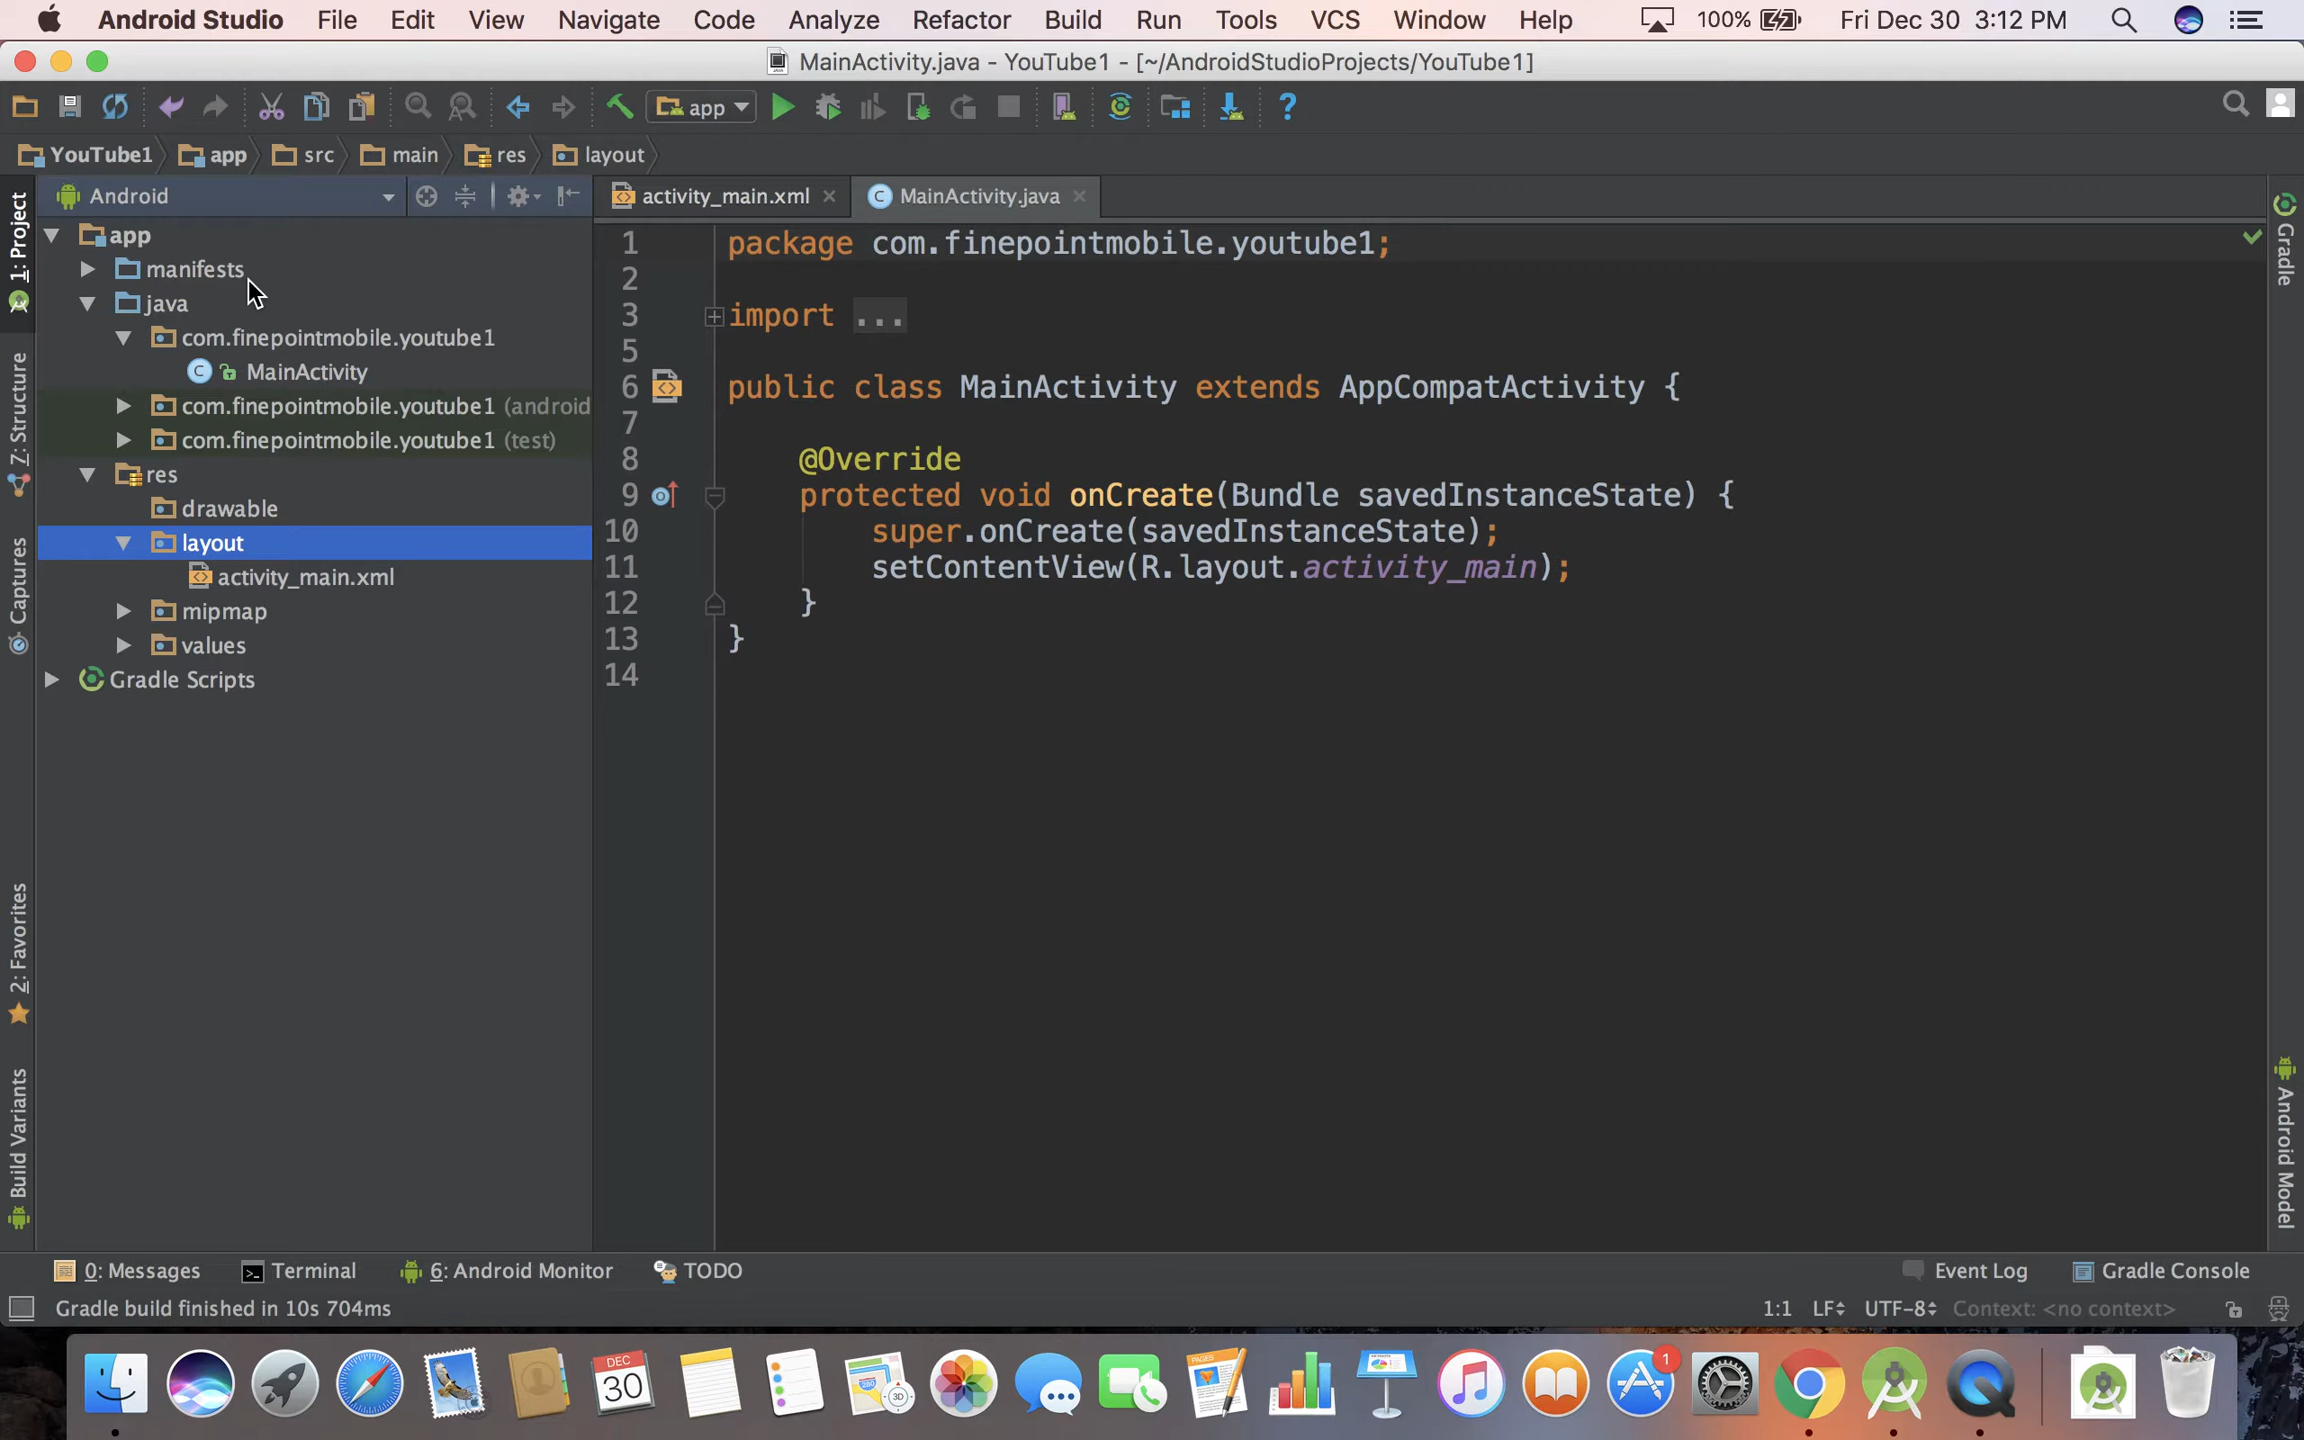 Android Studio File Edit View Navigate Code Analyze Refactor Build Run Tools VCS Window Help 100% Fri Dec 30 3:12 PM
MainActivity.java - YouTube1 - [~/AndroidStudioProjects/YouTube1]
app
YouTube1 app src main res layout
Android
activity_main.xml MainActivity.java
1: Project
7: Structure
Captures
2: Favorites
Build Variants
app
manifests
java
com.finepointmobile.youtube1
MainActivity
com.finepointmobile.youtube1 (android
com.finepointmobile.youtube1 (test)
res
drawable
layout
activity_main.xml
mipmap
values
Gradle Scripts
1 package com.finepointmobile.youtube1;
2
3 import ...
5
6 public class MainActivity extends AppCompatActivity {
7
8 @Override
9 protected void onCreate(Bundle savedInstanceState) {
10 super.onCreate(savedInstanceState);
11 setContentView(R.layout.activity_main);
12 }
13 }
14
Gradle
Android Model
0: Messages Terminal 6: Android Monitor TODO Event Log Gradle Console
Gradle build finished in 10s 704ms 1:1 LF UTF-8 Context: <no context>
DEC
30
3D
PAGES
1